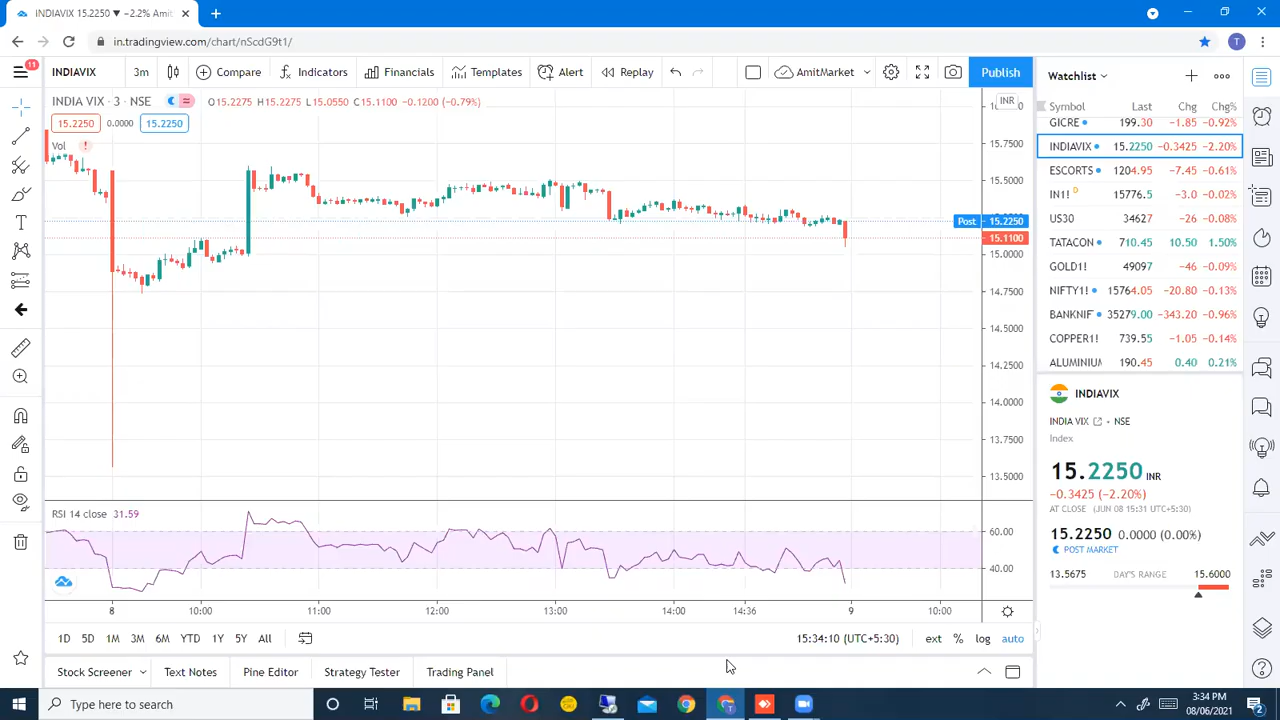 INDIAVIX 15.2250 ▼ −2.2% Amit
in.tradingview.com/chart/nScdG9t1/
T
11
INDIAVIX 3m Compare Indicators Financials Templates Alert Replay AmitMarket Publish
INDIA VIX · 3 · NSE O15.2275 H15.2275 L15.0550 C15.1100 −0.1200 (−0.79%)
15.2250 0.0000 15.2250
Vol !
INR
15.7500
15.5000
Post 15.2250
15.1100
15.0000
14.7500
14.5000
14.2500
14.0000
13.7500
13.5000
RSI 14 close 31.59
60.00
40.00
8 10:00 11:00 12:00 13:00 14:00 14:36 9 10:00
1D 5D 1M 3M 6M YTD 1Y 5Y All 15:34:10 (UTC+5:30) ext % log auto
Stock Screener Text Notes Pine Editor Strategy Tester Trading Panel
Watchlist
Symbol Last Chg Chg%
GICRE 199.30 −1.85 −0.92%
INDIAVIX 15.2250 −0.3425 −2.20%
ESCORTS 1204.95 −7.45 −0.61%
IN1! D 15776.5 −3.0 −0.02%
US30 34627 −26 −0.08%
TATACON 710.45 10.50 1.50%
GOLD1! 49097 −46 −0.09%
NIFTY1! 15764.05 −20.80 −0.13%
BANKNIF 35279.00 −343.20 −0.96%
COPPER1! 739.55 −1.05 −0.14%
ALUMINIUM 190.45 0.40 0.21%
INDIAVIX
INDIA VIX · NSE
Index
15.2250 INR
−0.3425 (−2.20%)
AT CLOSE (JUN 08 15:31 UTC+5:30)
15.2250 0.0000 (0.00%)
POST MARKET
13.5675 DAY'S RANGE 15.6000
Type here to search
3:34 PM
08/06/2021
2